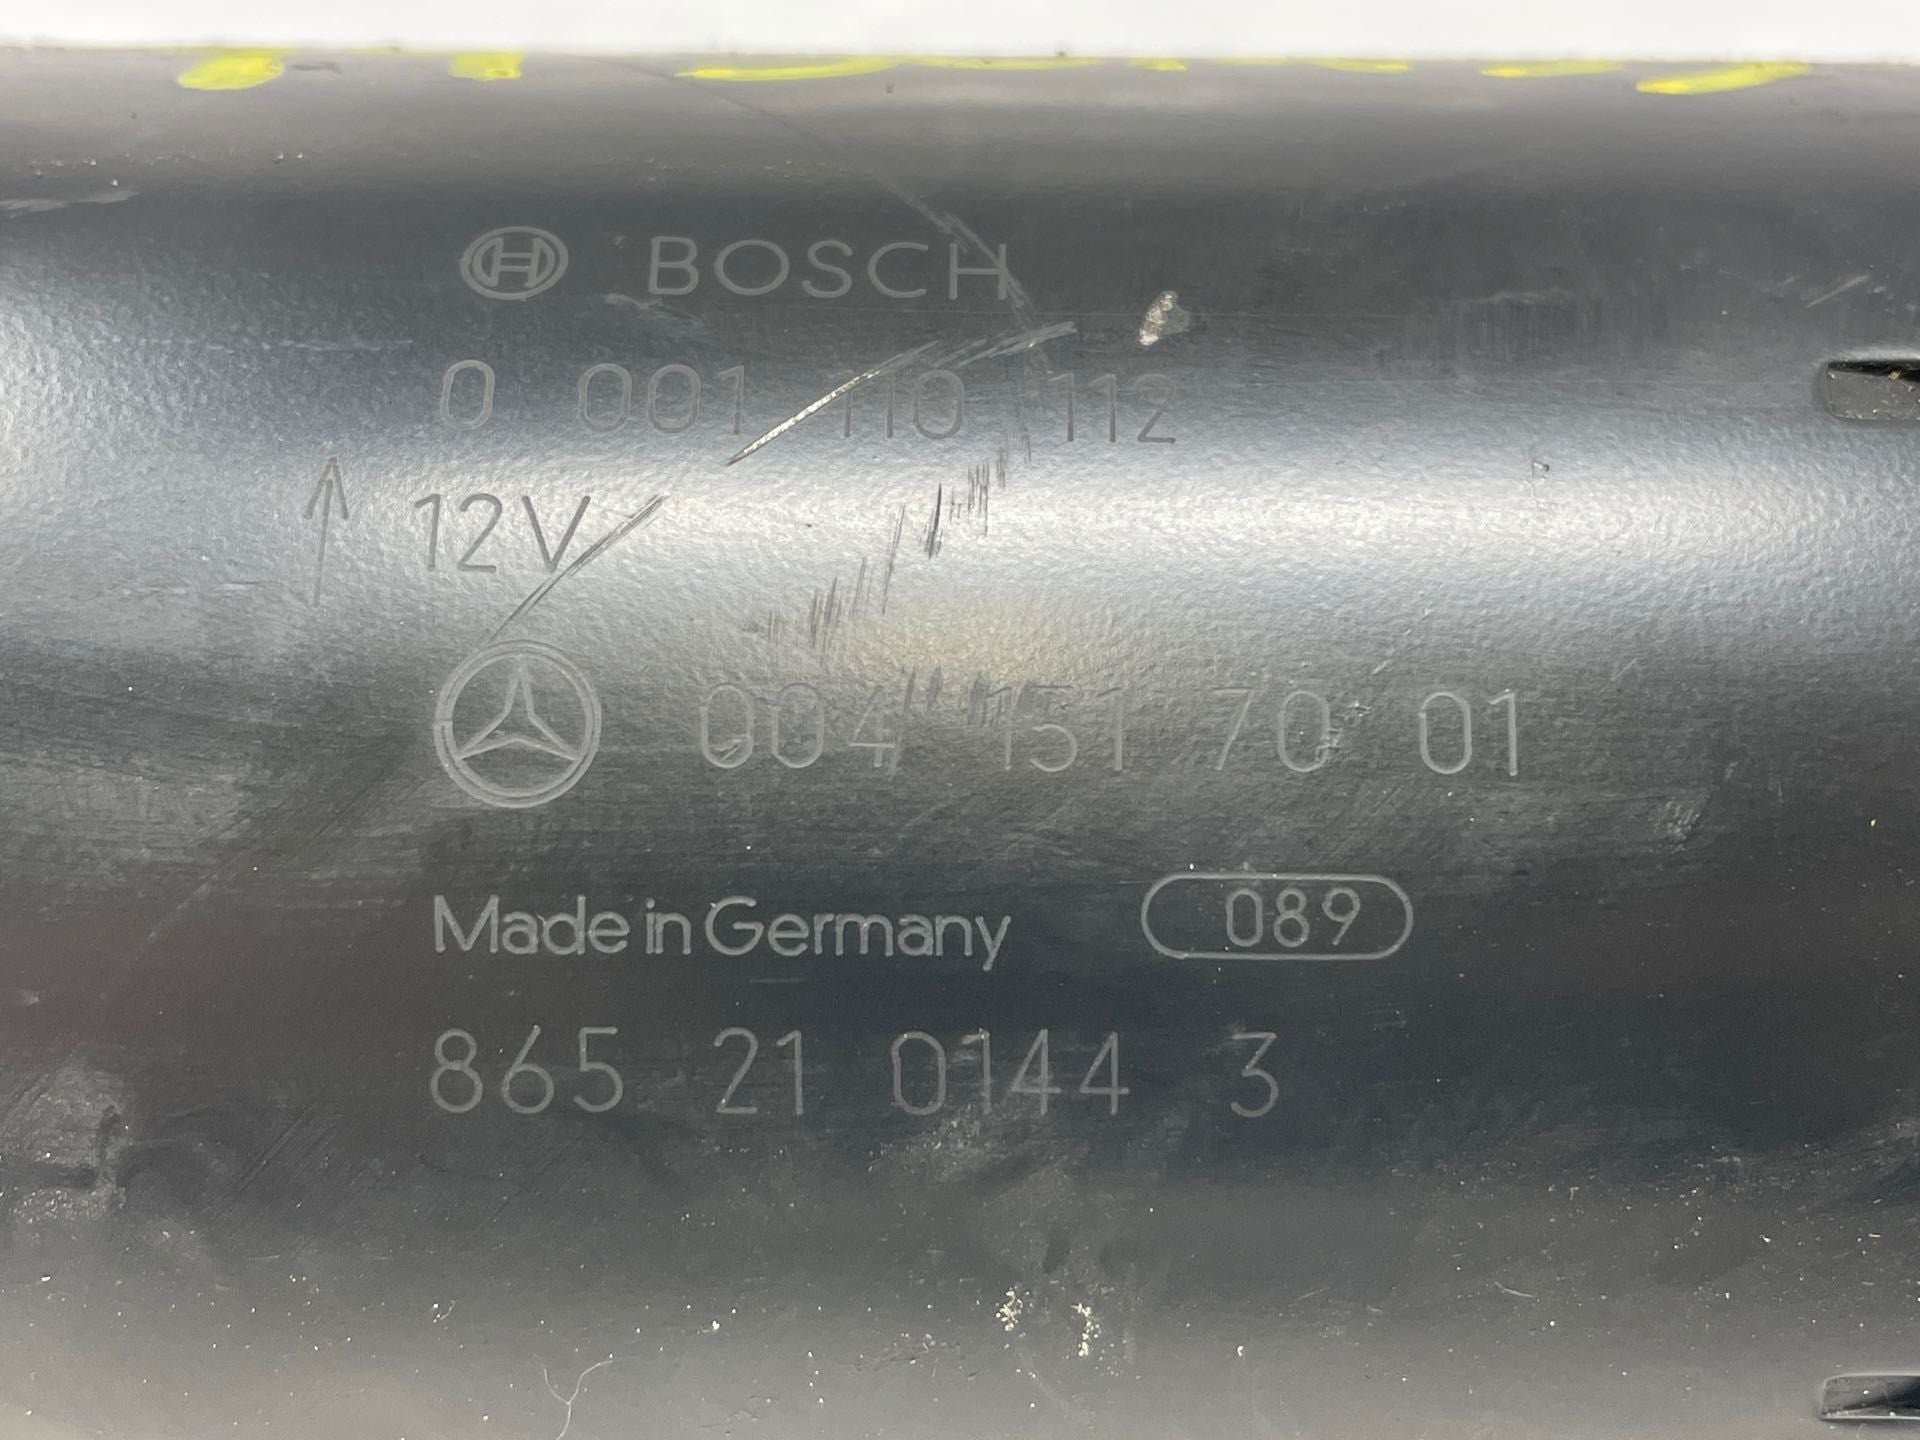 BOSCH
0 001 110 112
12V
004 151 70 01
Made in Germany 089
865 21 0144 3